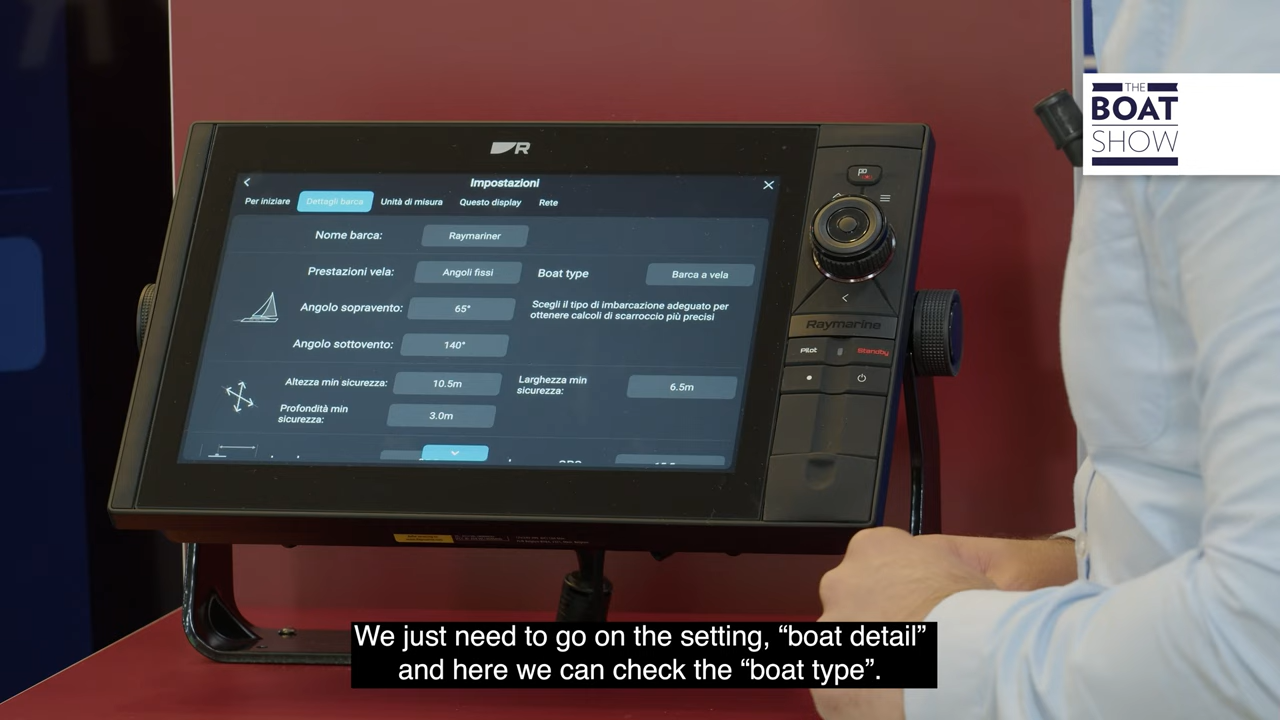 THE
BOAT
SHOW
R
Impostazioni
Per iniziare Dettagli barca Unità di misura Questo display Rete
Nome barca: Raymariner
Prestazioni vela: Angoli fissi Boat type Barca a vela
Angolo sopravento: 65° Scegli il tipo di imbarcazione adeguato per
ottenere calcoli di scarroccio più precisi
Angolo sottovento: 140°
Altezza min sicurezza: 10.5m Larghezza min
sicurezza: 6.5m
Profondità min
sicurezza: 3.0m
Raymarine
Pilot Standby
We just need to go on the setting, “boat detail”
and here we can check the “boat type”.